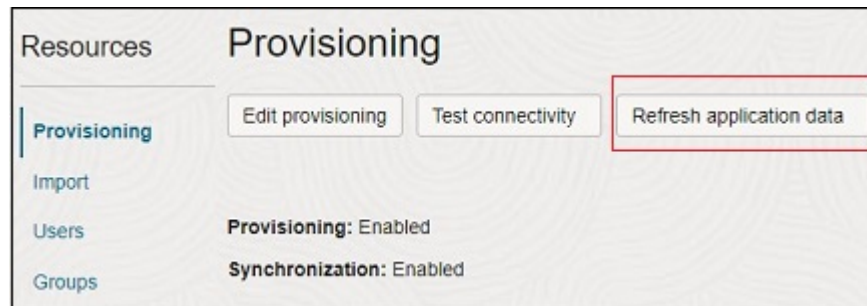 Resources
Provisioning
Import
Users
Groups
Provisioning
Edit provisioning
Test connectivity
Refresh application data
Provisioning: Enabled
Synchronization: Enabled